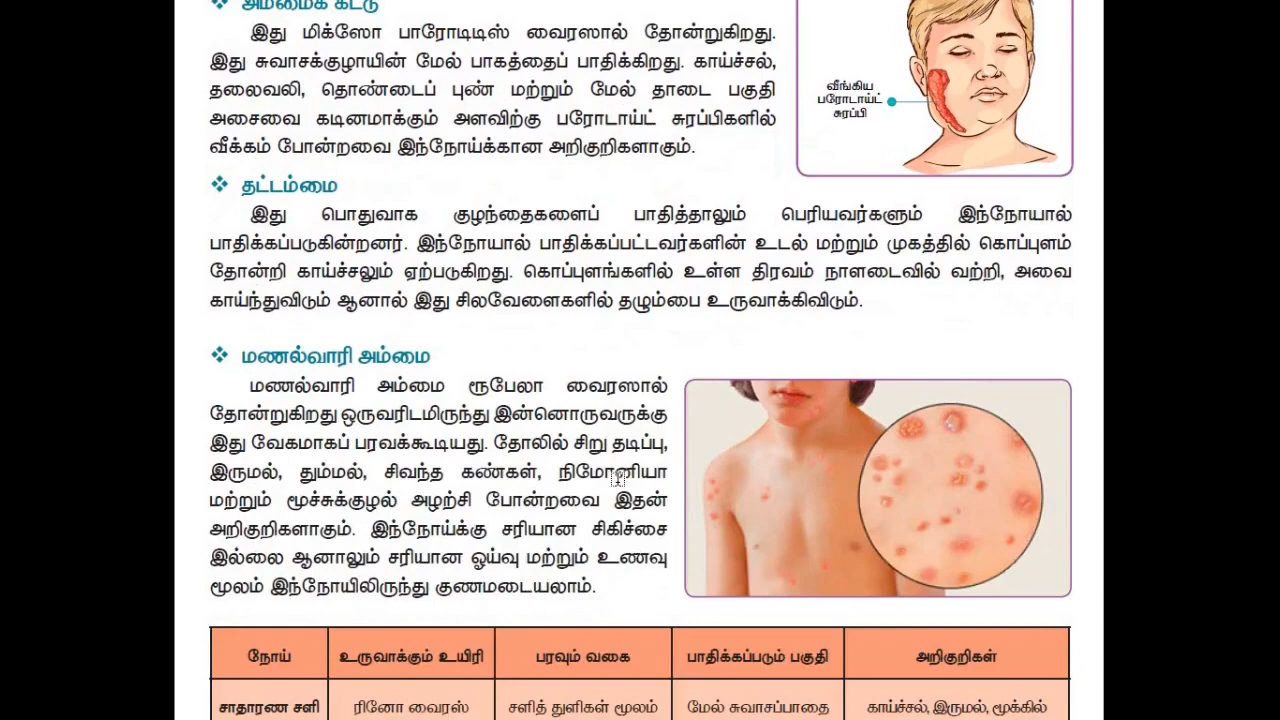 ❖ அம்மைக் கட்டு
இது மிக்ஸோ பாரோடிடிஸ் வைரஸால் தோன்றுகிறது.
இது சுவாசக்குழாயின் மேல் பாகத்தைப் பாதிக்கிறது. காய்ச்சல்,
தலைவலி, தொண்டைப் புண் மற்றும் மேல் தாடை பகுதி
அசைவை கடினமாக்கும் அளவிற்கு பரோடாய்ட் சுரப்பிகளில்
வீக்கம் போன்றவை இந்நோய்க்கான அறிகுறிகளாகும்.
வீங்கிய
பரோடாய்ட்
சுரப்பி
❖ தட்டம்மை
இது பொதுவாக குழந்தைகளைப் பாதித்தாலும் பெரியவர்களும் இந்நோயால்
பாதிக்கப்படுகின்றனர். இந்நோயால் பாதிக்கப்பட்டவர்களின் உடல் மற்றும் முகத்தில் கொப்புளம்
தோன்றி காய்ச்சலும் ஏற்படுகிறது. கொப்புளங்களில் உள்ள திரவம் நாளடைவில் வற்றி, அவை
காய்ந்துவிடும் ஆனால் இது சிலவேளைகளில் தழும்பை உருவாக்கிவிடும்.
❖ மணல்வாரி அம்மை
மணல்வாரி அம்மை ரூபேலா வைரஸால்
தோன்றுகிறது ஒருவரிடமிருந்து இன்னொருவருக்கு
இது வேகமாகப் பரவக்கூடியது. தோலில் சிறு தடிப்பு,
இருமல், தும்மல், சிவந்த கண்கள், நிமோனியா
மற்றும் மூச்சுக்குழல் அழற்சி போன்றவை இதன்
அறிகுறிகளாகும். இந்நோய்க்கு சரியான சிகிச்சை
இல்லை ஆனாலும் சரியான ஓய்வு மற்றும் உணவு
மூலம் இந்நோயிலிருந்து குணமடையலாம்.
நோய் உருவாக்கும் உயிரி பரவும் வகை பாதிக்கப்படும் பகுதி அறிகுறிகள்
சாதாரண சளி ரினோ வைரஸ் சளித் துளிகள் மூலம் மேல் சுவாசப்பாதை காய்ச்சல், இருமல், மூக்கில்